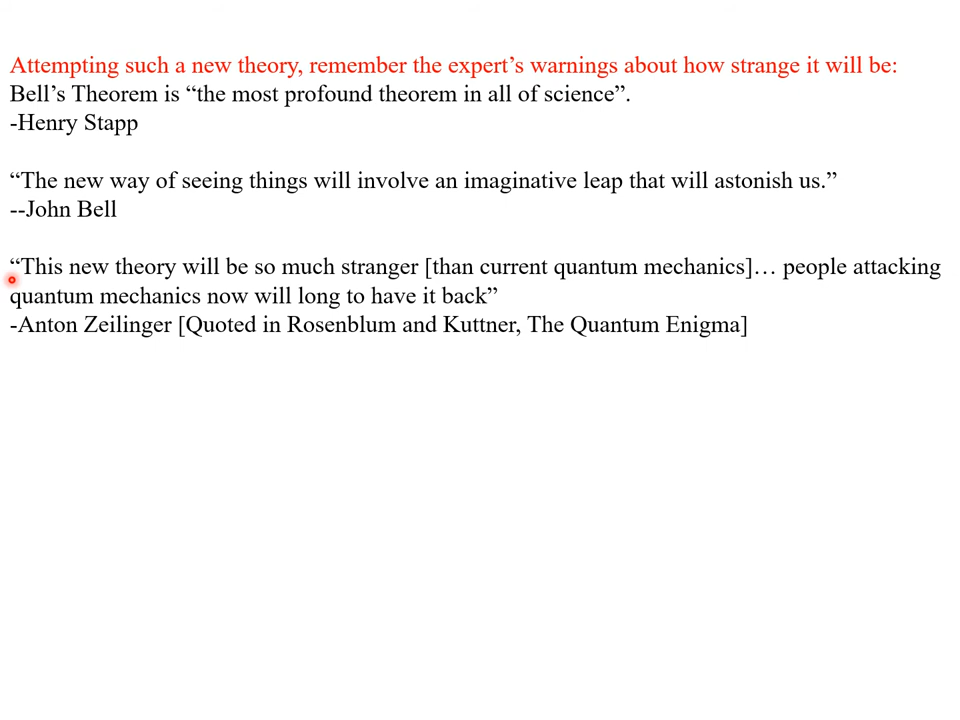 Attempting such a new theory, remember the expert’s warnings about how strange it will be:
Bell’s Theorem is “the most profound theorem in all of science”.
-Henry Stapp
“The new way of seeing things will involve an imaginative leap that will astonish us.”
--John Bell
“This new theory will be so much stranger [than current quantum mechanics]… people attacking
quantum mechanics now will long to have it back”
-Anton Zeilinger [Quoted in Rosenblum and Kuttner, The Quantum Enigma]